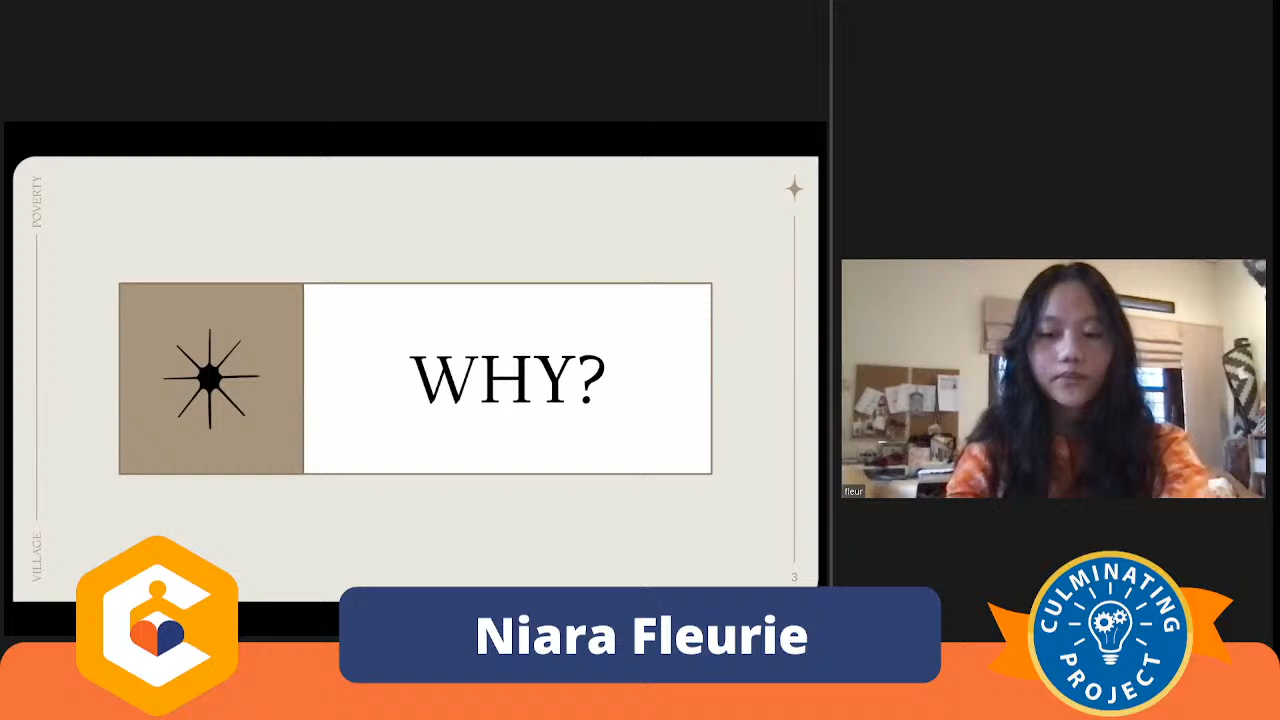 POVERTY
VILLAGE
WHY?
3
fleur
Niara Fleurie
CULMINATING
PROJECT